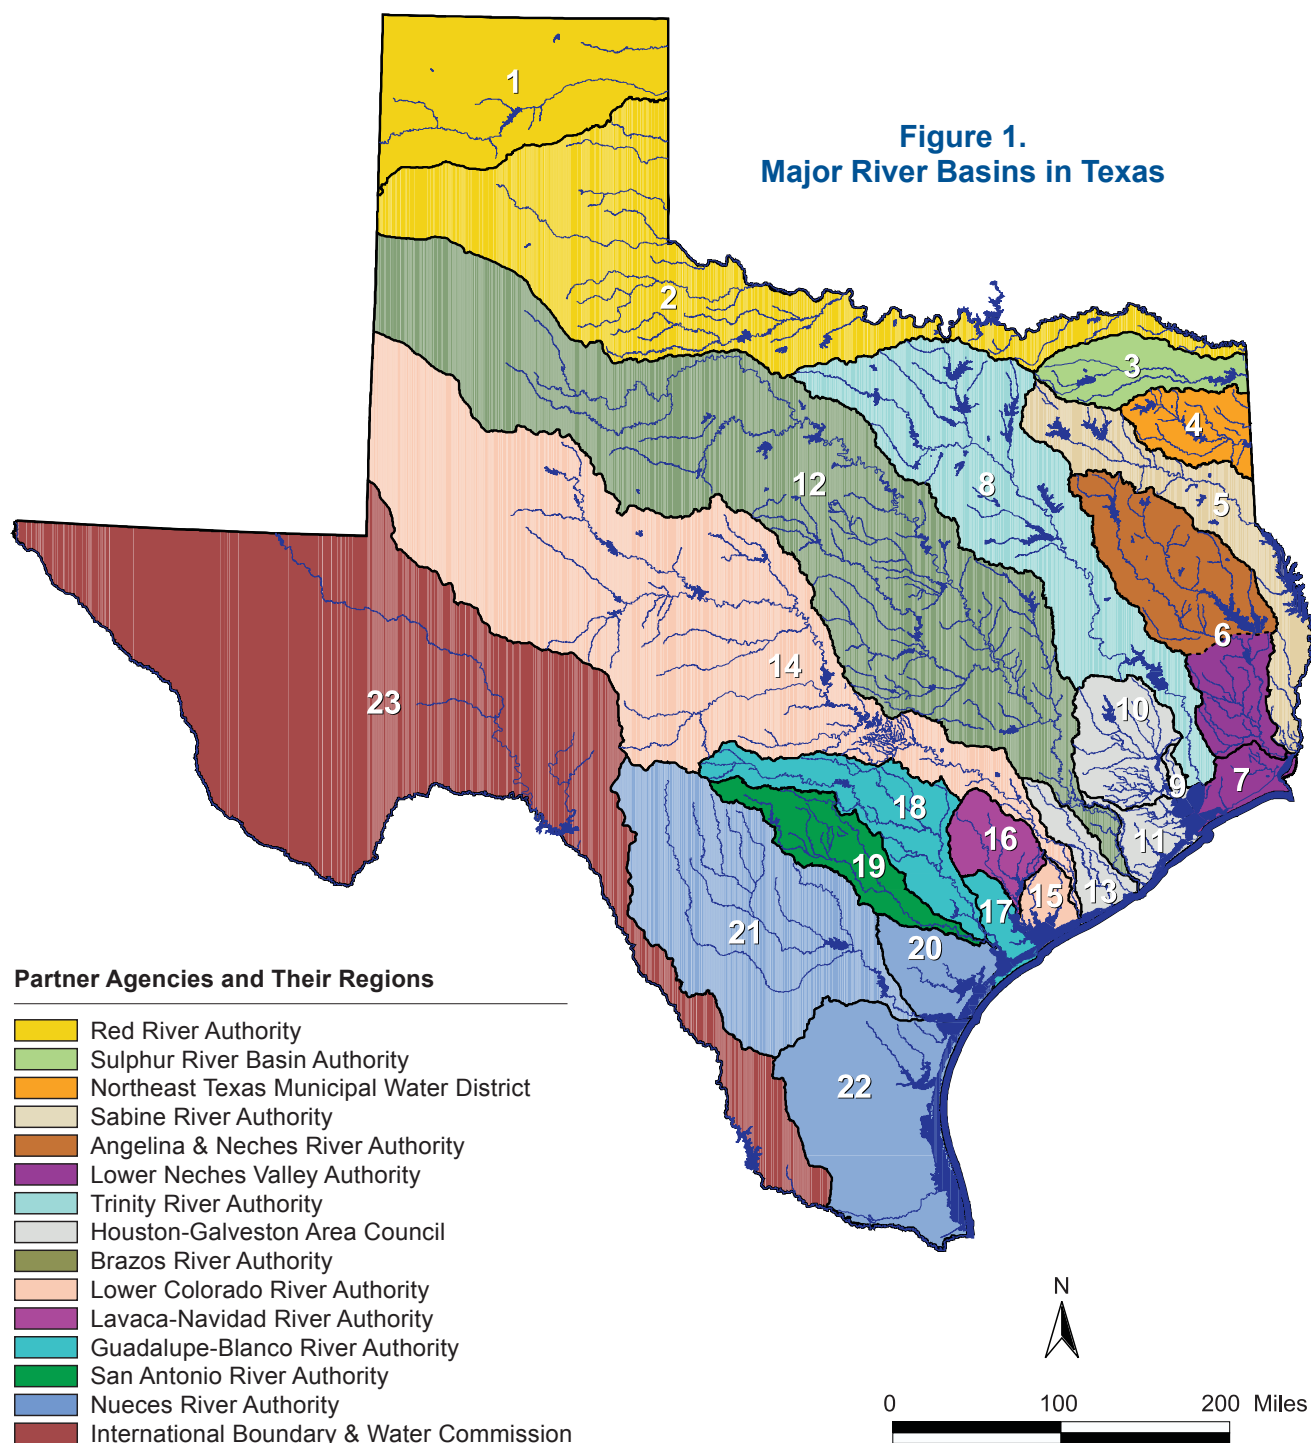 Figure 1.
Major River Basins in Texas
1
2
3
4
5
12
8
6
23
14
10
9
7
18
16
11
19
15
13
17
21
20
22
Partner Agencies and Their Regions
Red River Authority
Sulphur River Basin Authority
Northeast Texas Municipal Water District
Sabine River Authority
Angelina & Neches River Authority
Lower Neches Valley Authority
Trinity River Authority
Houston-Galveston Area Council
Brazos River Authority
Lower Colorado River Authority
Lavaca-Navidad River Authority
Guadalupe-Blanco River Authority
San Antonio River Authority
Nueces River Authority
International Boundary & Water Commission
N
0 100 200 Miles